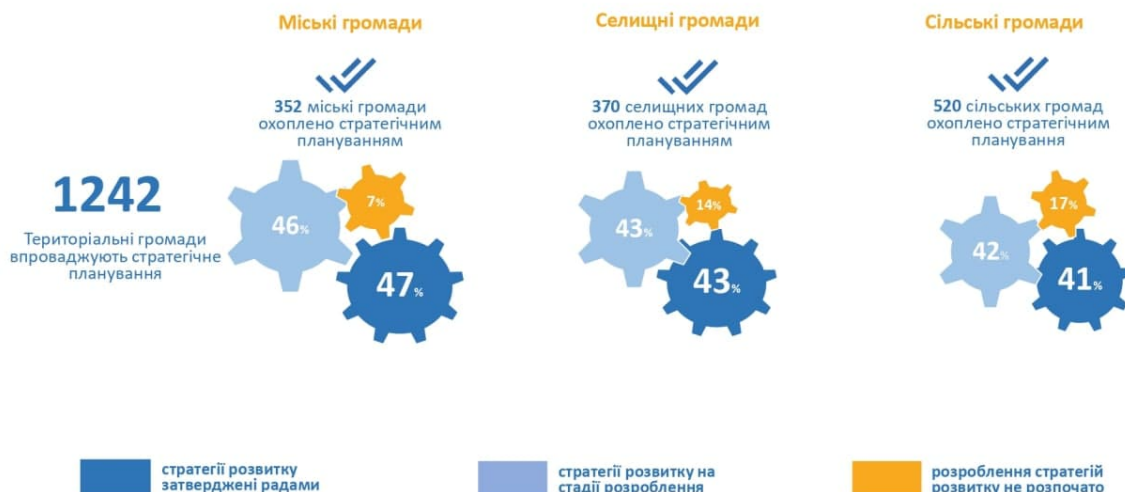 Міські громади
352 міські громади
охоплено стратегічним
плануванням
Селищні громади
370 селищних громад
охоплено стратегічним
плануванням
Сільські громади
520 сільських громад
охоплено стратегічним
планування
1242
Територіальні громади
впроваджують стратегічне
планування
46%
7%
47%
43%
14%
43%
42%
17%
41%
стратегії розвитку
затверджені радами
стратегії розвитку на
стадії розроблення
розроблення стратегій
розвитку не розпочато